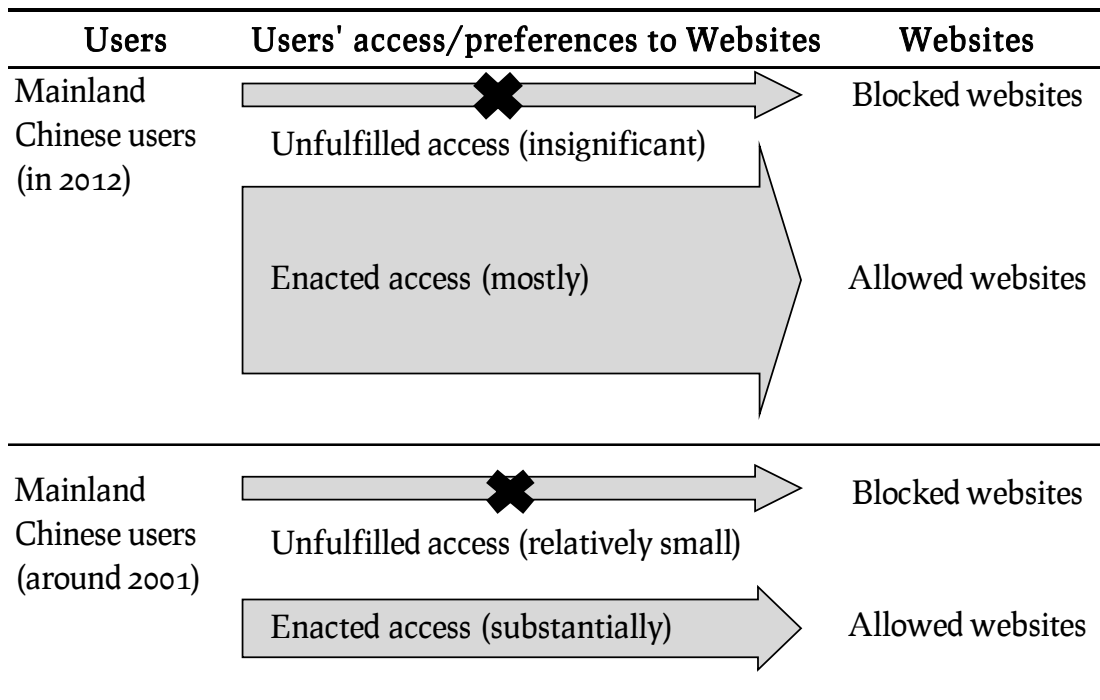 Users Users' access/preferences to Websites Websites
Mainland
Chinese users
(in 2012)
Blocked websites
Unfulfilled access (insignificant)
Enacted access (mostly)
Allowed websites
Mainland
Chinese users
(around 2001)
Blocked websites
Unfulfilled access (relatively small)
Enacted access (substantially)
Allowed websites